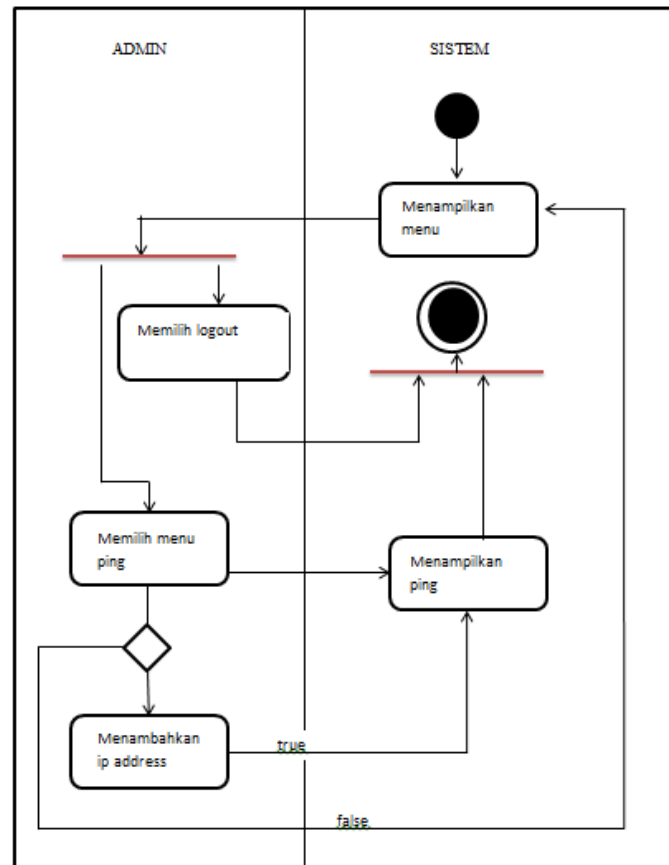 ADMIN
SISTEM
Menampilkan
menu
Memilih logout
Memilih menu
ping
Menampilkan
ping
Menambahkan
ip address
true
false